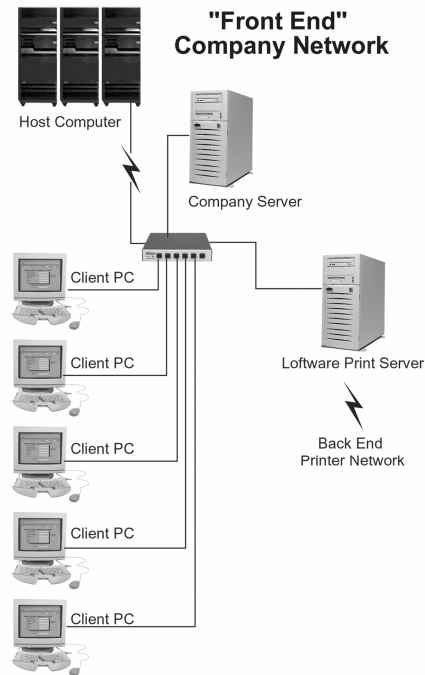 "Front End"
Company Network
Host Computer
Company Server
Client PC
Loftware Print Server
Client PC
Back End
Printer Network
Client PC
Client PC
Client PC